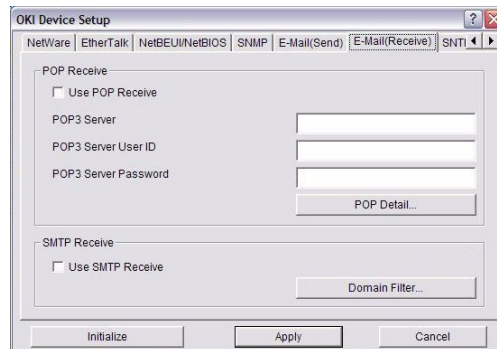 OKI Device Setup
NetWare EtherTalk NetBEUI/NetBIOS SNMP E-Mail(Send) E-Mail(Receive) SNT
POP Receive
Use POP Receive
POP3 Server
POP3 Server User ID
POP3 Server Password
POP Detail...
SMTP Receive
Use SMTP Receive
Domain Filter...
Initialize Apply Cancel